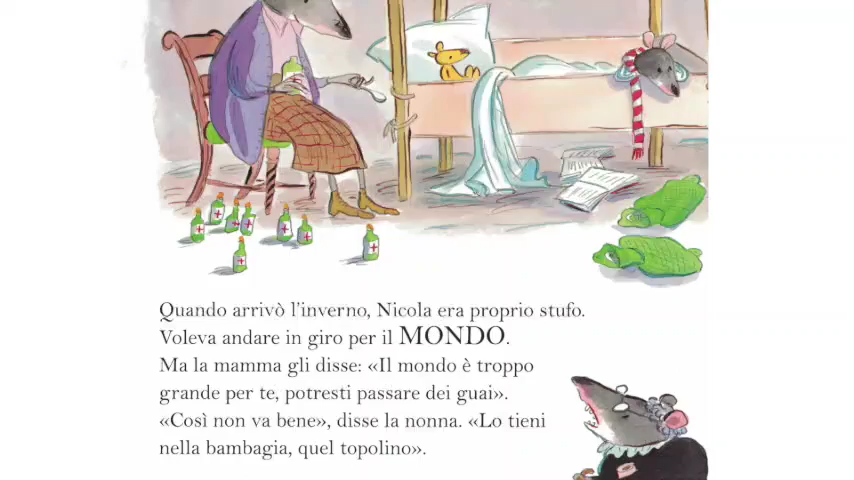 Quando arrivò l'inverno, Nicola era proprio stufo.
Voleva andare in giro per il MONDO.
Ma la mamma gli disse: «Il mondo è troppo
grande per te, potresti passare dei guai».
«Così non va bene», disse la nonna. «Lo tieni
nella bambagia, quel topolino».